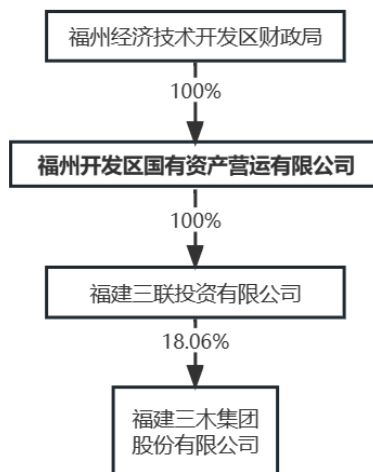 福州经济技术开发区财政局
100%
福州开发区国有资产营运有限公司
100%
福建三联投资有限公司
18.06%
福建三木集团
股份有限公司